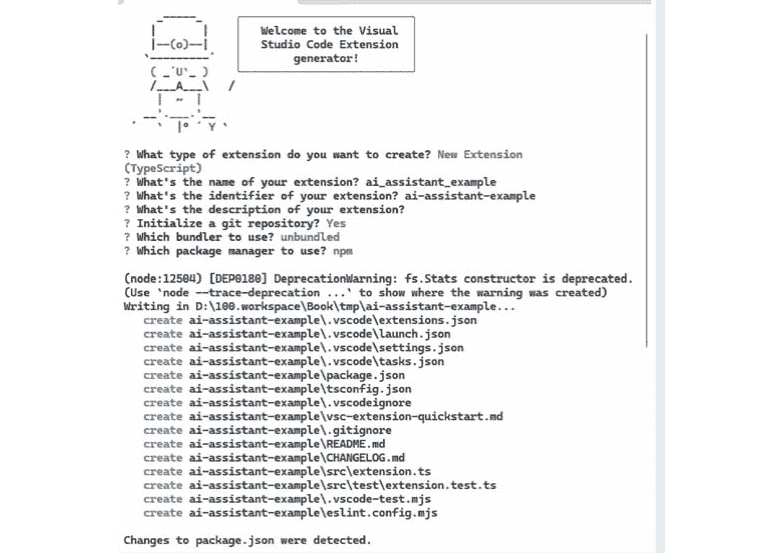 Welcome to the Visual
Studio Code Extension
generator!
? What type of extension do you want to create? New Extension
(TypeScript)
? What's the name of your extension? ai_assistant_example
? What's the identifier of your extension? ai-assistant-example
? What's the description of your extension?
? Initialize a git repository? Yes
? Which bundler to use? unbundled
? Which package manager to use? npm
(node:12504) [DEP0180] DeprecationWarning: fs.Stats constructor is deprecated.
(Use `node --trace-deprecation ...` to show where the warning was created)
Writing in D:\100.workspace\Book\tmp\ai-assistant-example...
create ai-assistant-example\.vscode\extensions.json
create ai-assistant-example\.vscode\launch.json
create ai-assistant-example\.vscode\settings.json
create ai-assistant-example\.vscode\tasks.json
create ai-assistant-example\package.json
create ai-assistant-example\tsconfig.json
create ai-assistant-example\.vscodeignore
create ai-assistant-example\vsc-extension-quickstart.md
create ai-assistant-example\.gitignore
create ai-assistant-example\README.md
create ai-assistant-example\CHANGELOG.md
create ai-assistant-example\src\extension.ts
create ai-assistant-example\src\test\extension.test.ts
create ai-assistant-example\.vscode-test.mjs
create ai-assistant-example\eslint.config.mjs
Changes to package.json were detected.